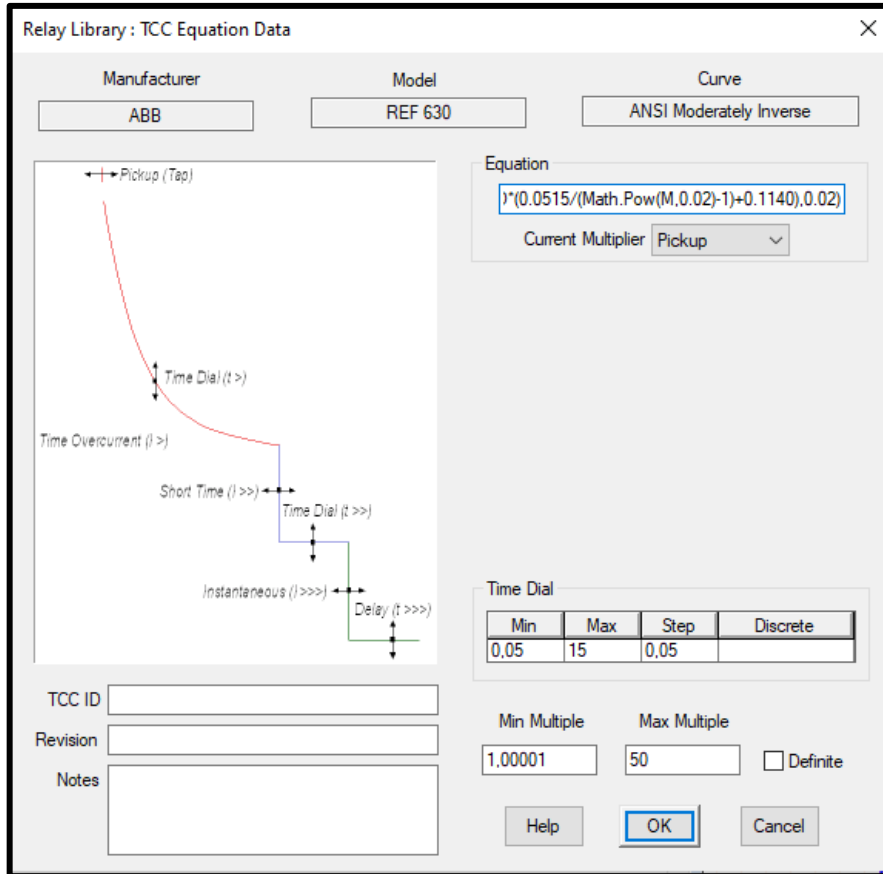 Relay Library : TCC Equation Data
Manufacturer Model Curve
ABB REF 630 ANSI Moderately Inverse
Pickup (Tap)
Time Dial (t >)
Time Overcurrent (I >)
Short Time (I >>)
Time Dial (t >>)
Instantaneous (I >>>)
Delay (t >>>)
Equation
)*(0.0515/(Math.Pow(M,0.02)-1)+0.1140),0.02)
Current Multiplier Pickup
Time Dial
Min Max Step Discrete
0,05 15 0,05
TCC ID
Revision
Notes
Min Multiple Max Multiple
1,00001 50 Definite
Help OK Cancel